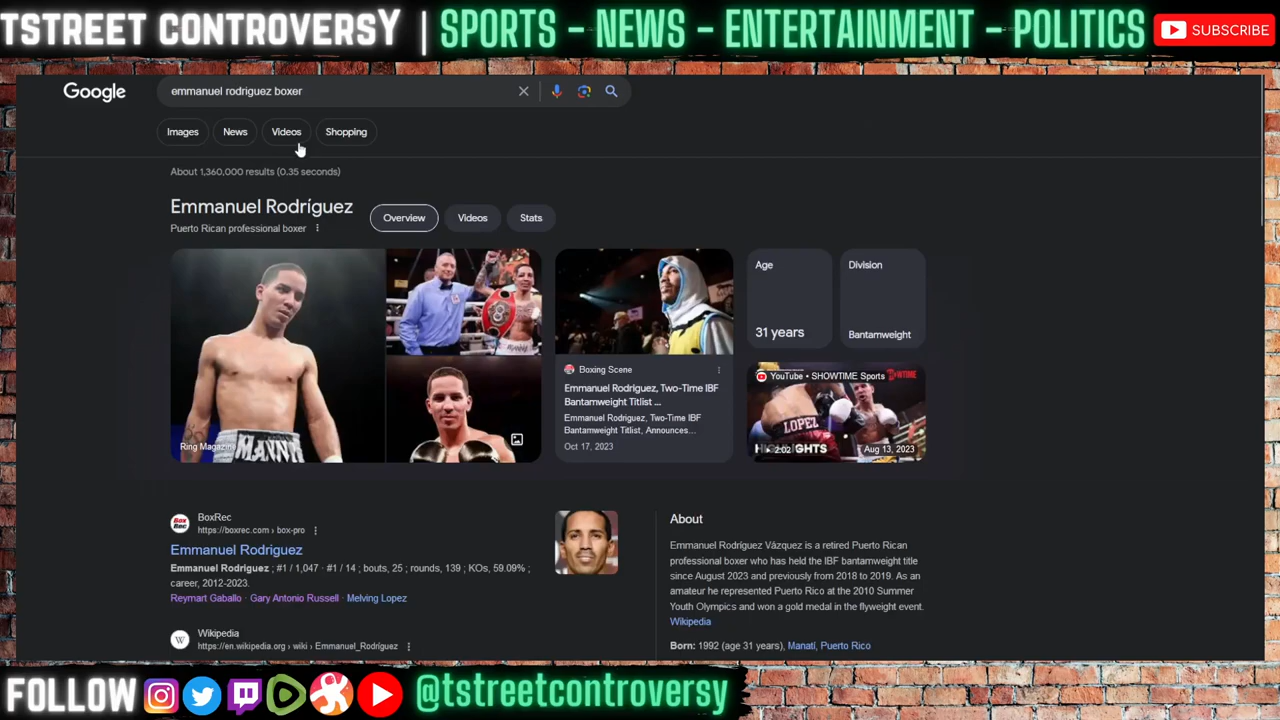 TSTREET CONTROVERSY | SPORTS - NEWS - ENTERTAINMENT - POLITICS
SUBSCRIBE
Google
emmanuel rodriguez boxer
Images
News
Videos
Shopping
About 1,360,000 results (0.35 seconds)
Emmanuel Rodríguez
Puerto Rican professional boxer
Overview
Videos
Stats
Ring Magazine
Boxing Scene
Emmanuel Rodriguez, Two-Time IBF
Bantamweight Titlist ...
Emmanuel Rodriguez, Two-Time IBF
Bantamweight Titlist, Announces...
Oct 17, 2023
Age
31 years
Division
Bantamweight
YouTube • SHOWTIME Sports
LOPEL
HIGHLIGHTS
2:02
Aug 13, 2023
BoxRec
https://boxrec.com › box-pro
Emmanuel Rodriguez
Emmanuel Rodriguez ; #1 / 1,047 · #1 / 14 ; bouts, 25 ; rounds, 139 ; KOs, 59.09% ;
career, 2012-2023.
Reymart Gaballo · Gary Antonio Russell · Melving Lopez
Wikipedia
https://en.wikipedia.org › wiki › Emmanuel_Rodríguez
About
Emmanuel Rodríguez Vázquez is a retired Puerto Rican
professional boxer who has held the IBF bantamweight title
since August 2023 and previously from 2018 to 2019. As an
amateur he represented Puerto Rico at the 2010 Summer
Youth Olympics and won a gold medal in the flyweight event.
Wikipedia
Born: 1992 (age 31 years), Manatí, Puerto Rico
FOLLOW
@tstreetcontroversy